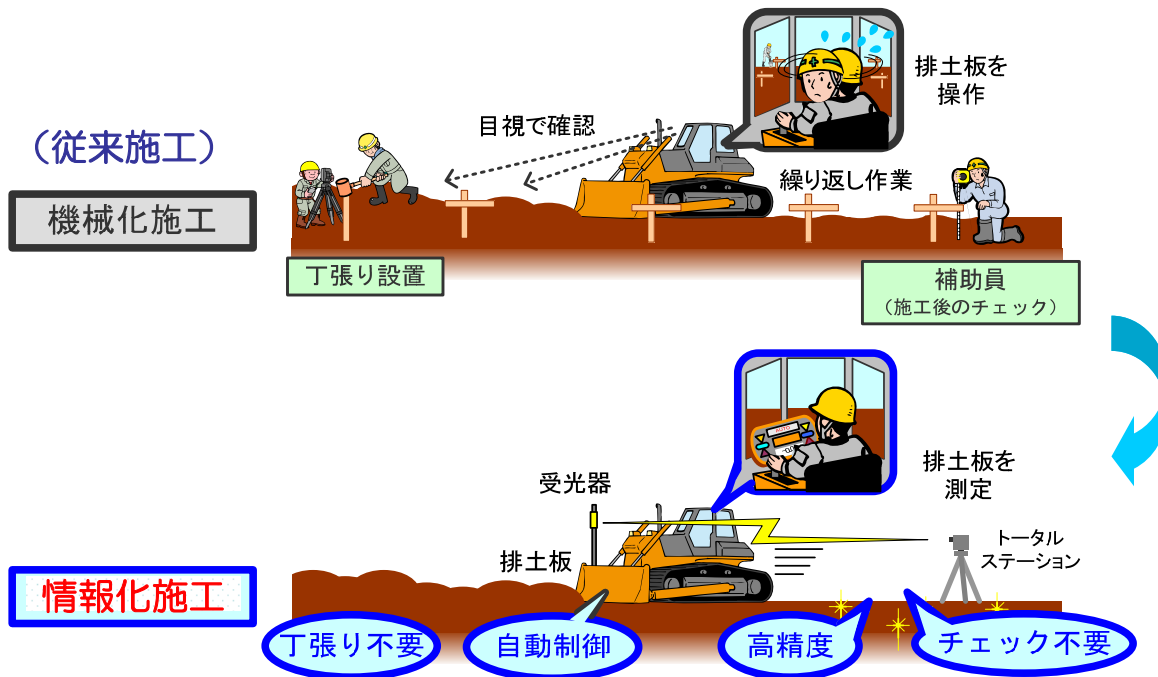 排土板を
操作
目視で確認
（従来施工）
繰り返し作業
機械化施工
丁張り設置
補助員
（施工後のチェック）
AUTO
排土板を
測定
受光器
トータル
ステーション
排土板
情報化施工
丁張り不要
自動制御
高精度
チェック不要